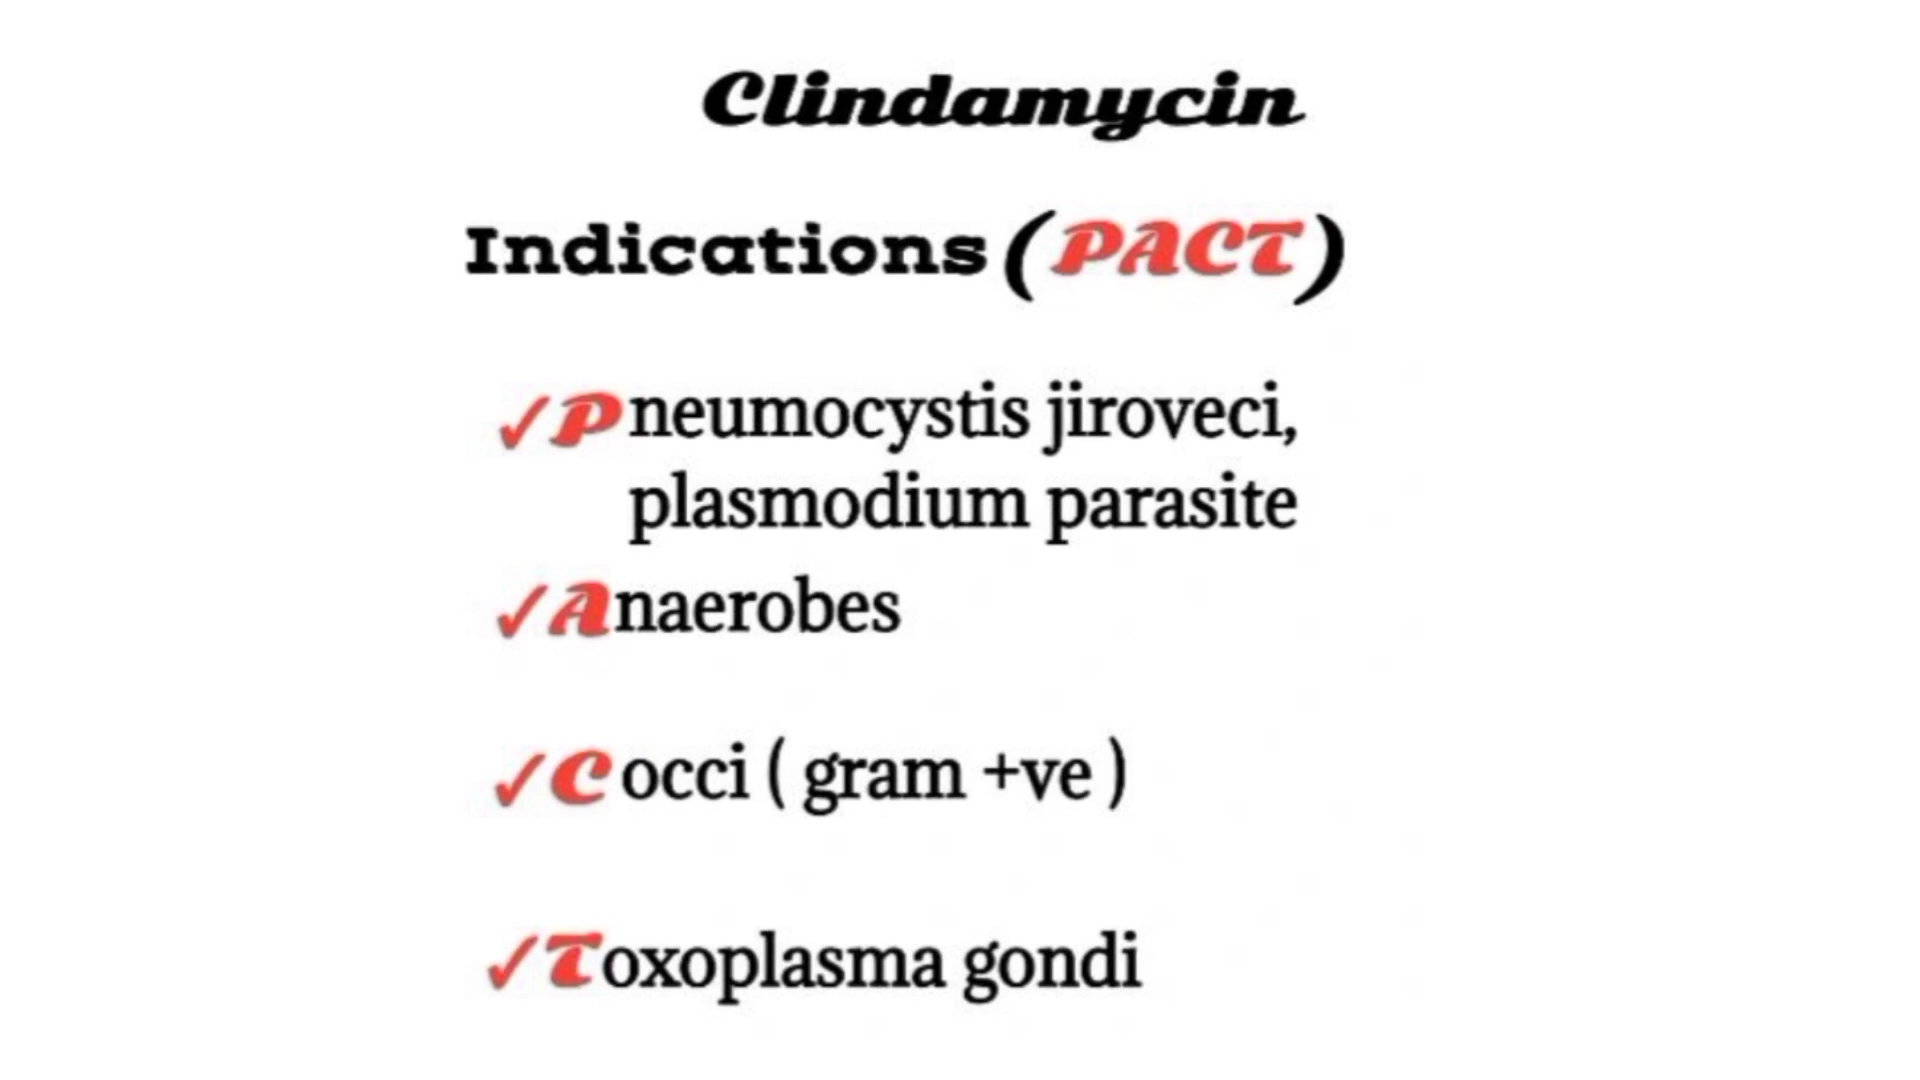 Clindamycin
Indications (PACT)
✓Pneumocystis jiroveci,
plasmodium parasite
✓Anaerobes
✓Cocci ( gram +ve )
✓Toxoplasma gondi